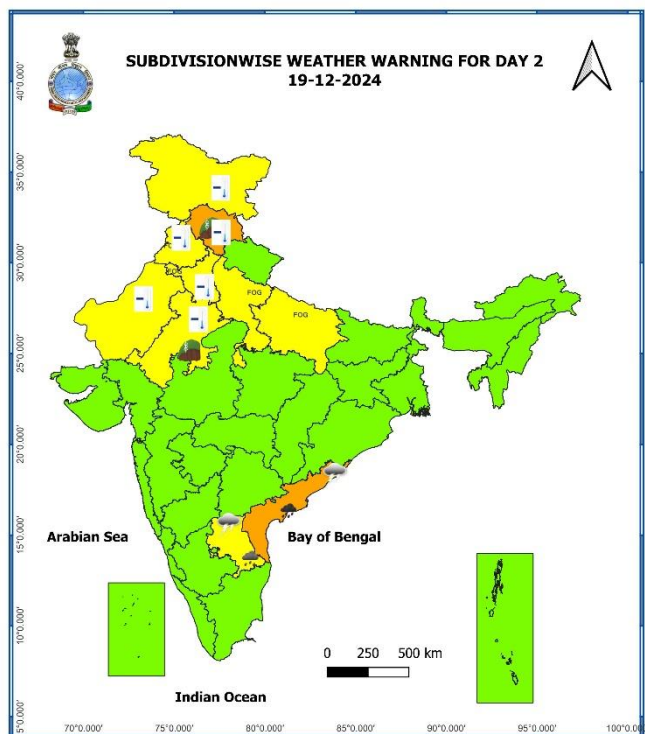 SUBDIVISIONWISE WEATHER WARNING FOR DAY 2
19-12-2024
40°0.000'
35°0.000'
30°0.000'
25°0.000'
20°0.000'
15°0.000'
10°0.000'
5°0.000'
FOG
FOG
FOG
Arabian Sea
Bay of Bengal
0 250 500 km
Indian Ocean
70°0.000' 75°0.000' 80°0.000' 85°0.000' 90°0.000' 95°0.000' 100°0.000'